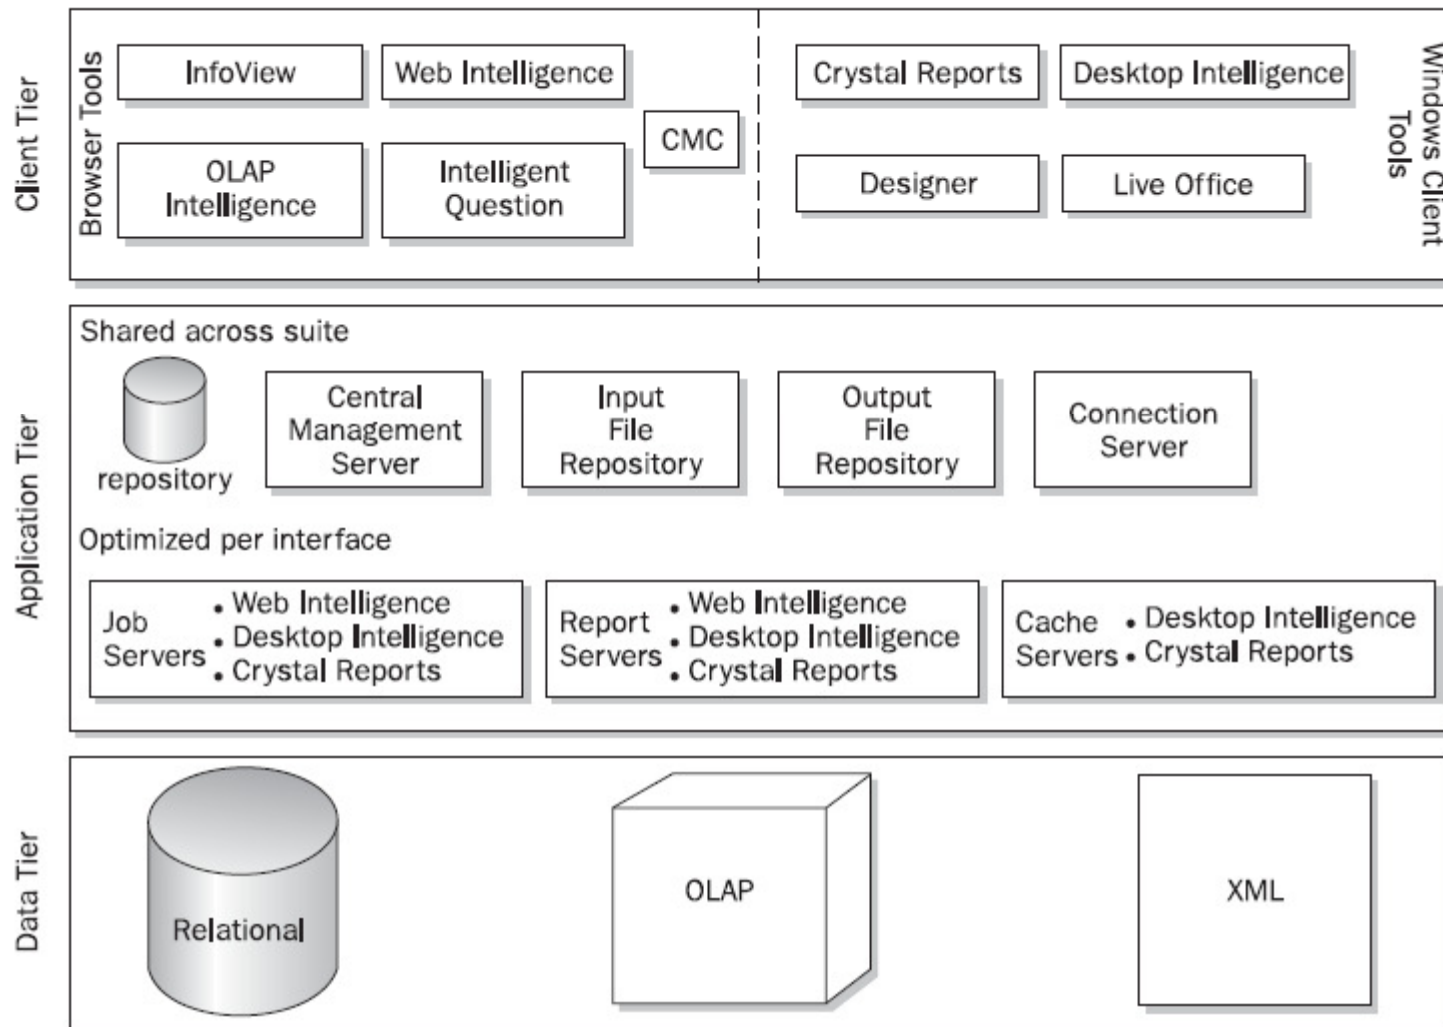 Client Tier
Browser Tools
InfoView
Web Intelligence
OLAP
Intelligence
Intelligent
Question
CMC
Crystal Reports
Desktop Intelligence
Designer
Live Office
Windows Client
Tools
Application Tier
Shared across suite
repository
Central
Management
Server
Input
File
Repository
Output
File
Repository
Connection
Server
Optimized per interface
Job
Servers
• Web Intelligence
• Desktop Intelligence
• Crystal Reports
Report
Servers
• Web Intelligence
• Desktop Intelligence
• Crystal Reports
Cache
Servers
• Desktop Intelligence
• Crystal Reports
Data Tier
Relational
OLAP
XML